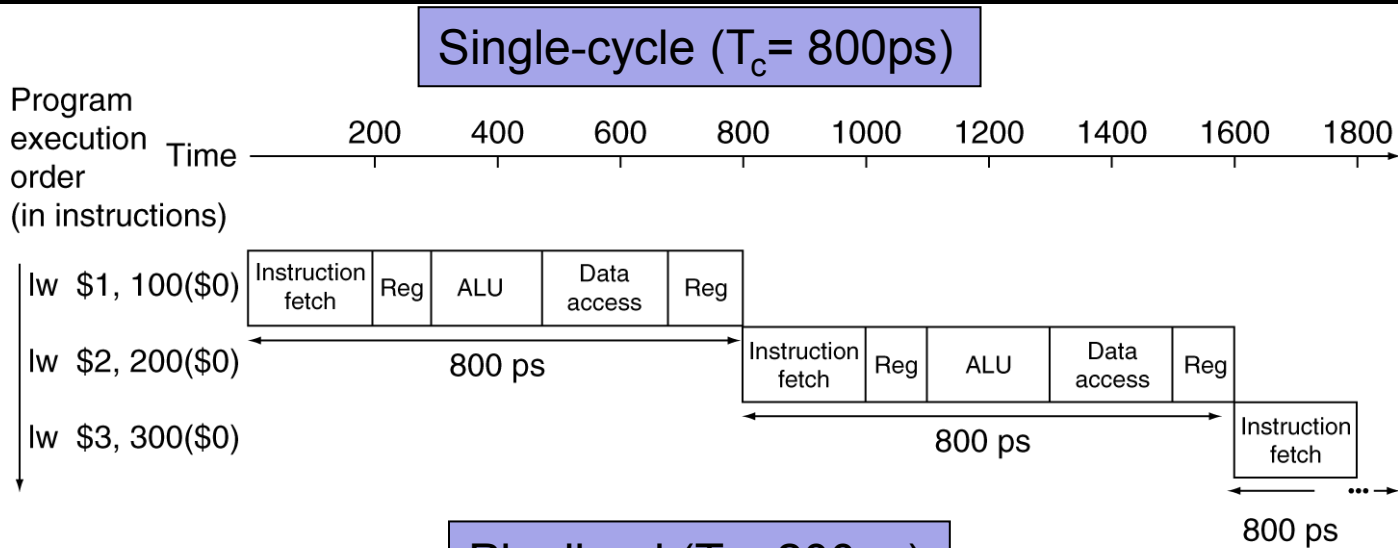 Single-cycle (Tc= 800ps)
Program
execution
order
(in instructions)
Time
200 400 600 800 1000 1200 1400 1600 1800
lw $1, 100($0)
Instruction
fetch
Reg
ALU
Data
access
Reg
800 ps
lw $2, 200($0)
Instruction
fetch
Reg
ALU
Data
access
Reg
800 ps
lw $3, 300($0)
Instruction
fetch
...
800 ps